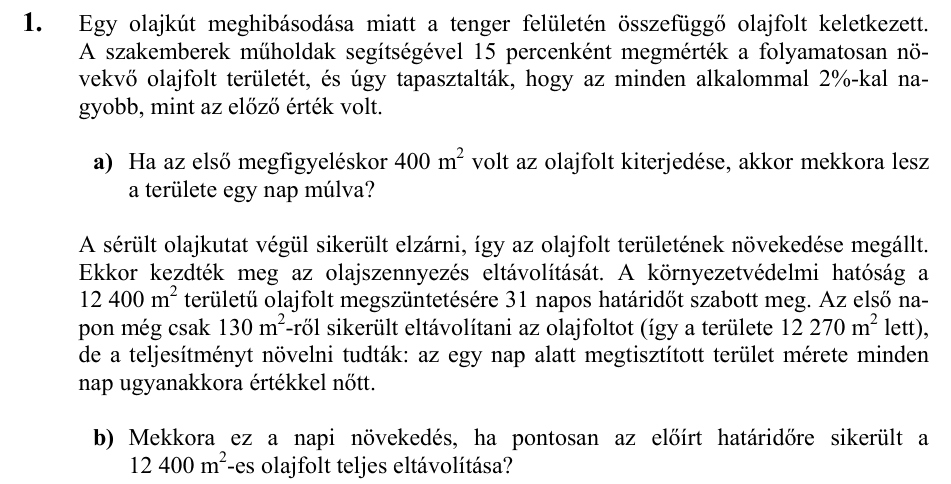 1. Egy olajkút meghibásodása miatt a tenger felületén összefüggő olajfolt keletkezett.
A szakemberek műholdak segítségével 15 percenként megmérték a folyamatosan nö-
vekvő olajfolt területét, és úgy tapasztalták, hogy az minden alkalommal 2%-kal na-
gyobb, mint az előző érték volt.
a) Ha az első megfigyeléskor 400 m² volt az olajfolt kiterjedése, akkor mekkora lesz
a területe egy nap múlva?
A sérült olajkutat végül sikerült elzárni, így az olajfolt területének növekedése megállt.
Ekkor kezdték meg az olajszennyezés eltávolítását. A környezetvédelmi hatóság a
12 400 m² területű olajfolt megszüntetésére 31 napos határidőt szabott meg. Az első na-
pon még csak 130 m²-ről sikerült eltávolítani az olajfoltot (így a területe 12 270 m² lett),
de a teljesítményt növelni tudták: az egy nap alatt megtisztított terület mérete minden
nap ugyanakkora értékkel nőtt.
b) Mekkora ez a napi növekedés, ha pontosan az előírt határidőre sikerült a
12 400 m²-es olajfolt teljes eltávolítása?